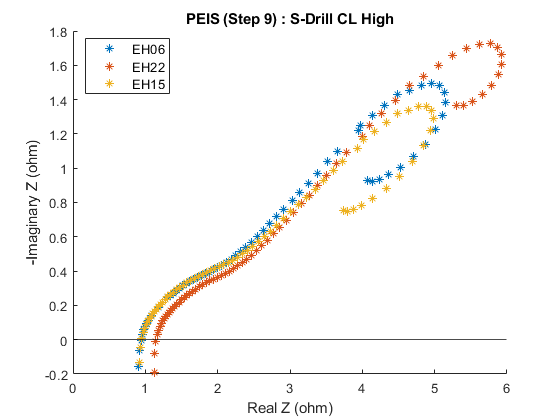 PEIS (Step 9) : S-Drill CL High
EH06
EH22
EH15
1.8
1.6
1.4
1.2
1
0.8
0.6
0.4
0.2
0
-0.2
-Imaginary Z (ohm)
0 1 2 3 4 5 6
Real Z (ohm)